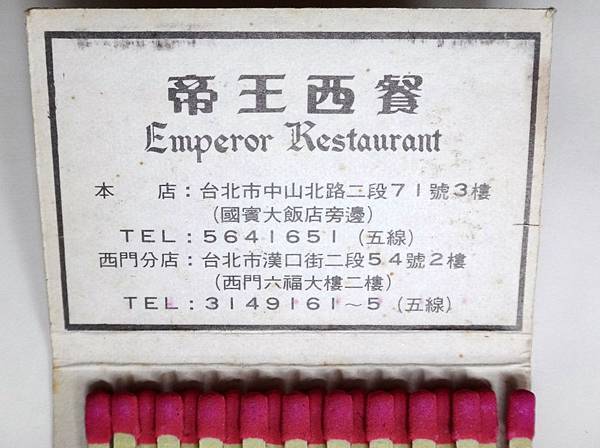 帝王西餐
Emperor Restaurant
本　店：台北市中山北路二段71號3樓
（國賓大飯店旁邊）
TEL：5641651（五線）
西門分店：台北市漢口街二段54號2樓
（西門六福大樓二樓）
TEL：3149161～5（五線）